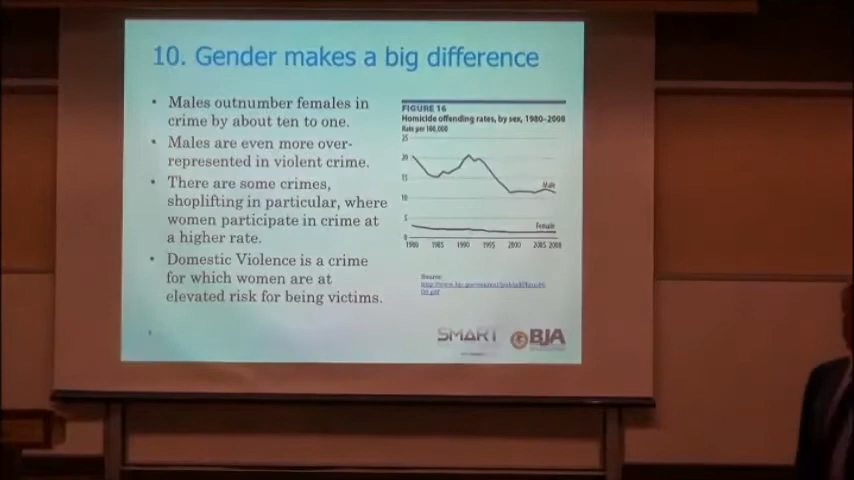 10. Gender makes a big difference
• Males outnumber females in
crime by about ten to one.
• Males are even more over-
represented in violent crime.
• There are some crimes,
shoplifting in particular, where
women participate in crime at
a higher rate.
• Domestic Violence is a crime
for which women are at
elevated risk for being victims.
FIGURE 16
Homicide offending rates, by sex, 1980–2008
Rate per 100,000
25
20
15
10
5
0
Male
Female
1980 1985 1990 1995 2000 2005 2008
Source:
SMART
BJA